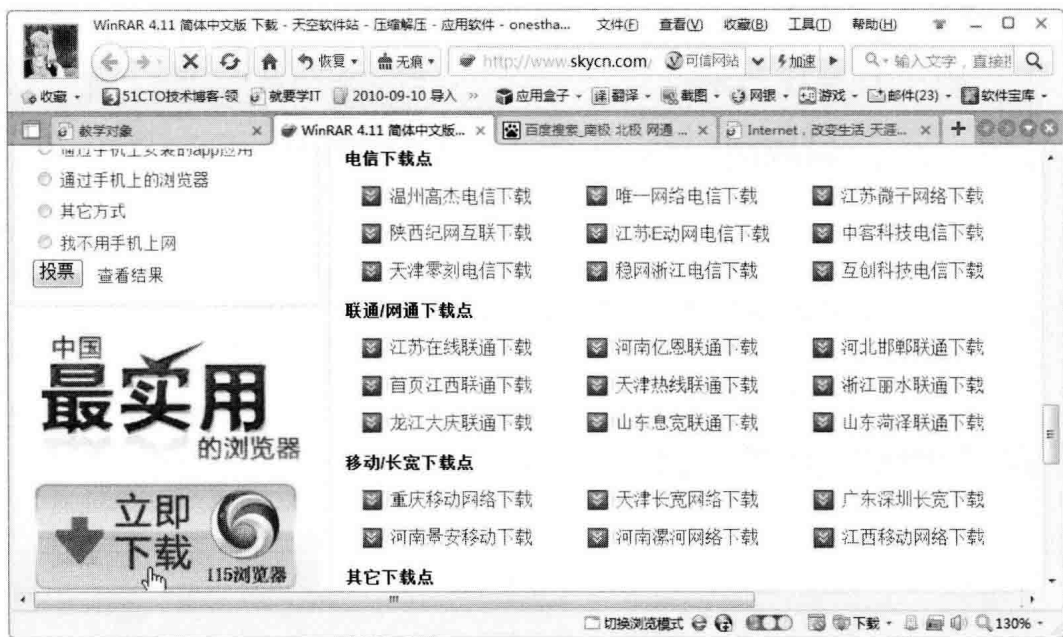 WinRAR 4.11 简体中文版 下载 - 天空软件站 - 压缩解压 - 应用软件 - onestha... 文件(F) 查看(V) 收藏(B) 工具(T) 帮助(H)
恢复 无痕 http://www.skycn.com/ 可信网站 加速 输入文字，直接
收藏 51CTO技术博客-领 就要学IT 2010-09-10 导入 » 应用盒子 译 翻译 截图 网银 游戏 邮件(23) 软件宝库
教学对象 WinRAR 4.11 简体中文版... 百度搜索_南极 北极 网通 ... Internet，改变生活_天涯...
通过手机上安装的app应用
通过手机上的浏览器
其它方式
我不用手机上网
投票 查看结果
中国
最实用
的浏览器
立即
下载
115浏览器
电信下载点
温州高杰电信下载 唯一网络电信下载 江苏微干网络下载
陕西纪网互联下载 江苏E动网电信下载 中客科技电信下载
天津零刻电信下载 稳网浙江电信下载 互创科技电信下载
联通/网通下载点
江苏在线联通下载 河南亿恩联通下载 河北邯郸联通下载
首页江西联通下载 天津热线联通下载 浙江丽水联通下载
龙江大庆联通下载 山东息宽联通下载 山东菏泽联通下载
移动/长宽下载点
重庆移动网络下载 天津长宽网络下载 广东深圳长宽下载
河南景安移动下载 河南漯河网络下载 江西移动网络下载
其它下载点
切换浏览模式 下载 130%